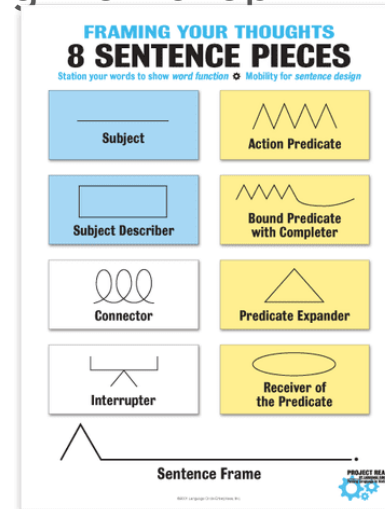 FRAMING YOUR THOUGHTS
8 SENTENCE PIECES
Station your words to show word function ✿ Mobility for sentence design
Subject
Action Predicate
Subject Describer
Bound Predicate
with Completer
Connector
Predicate Expander
Interrupter
Receiver of
the Predicate
Sentence Frame
PROJECT REA